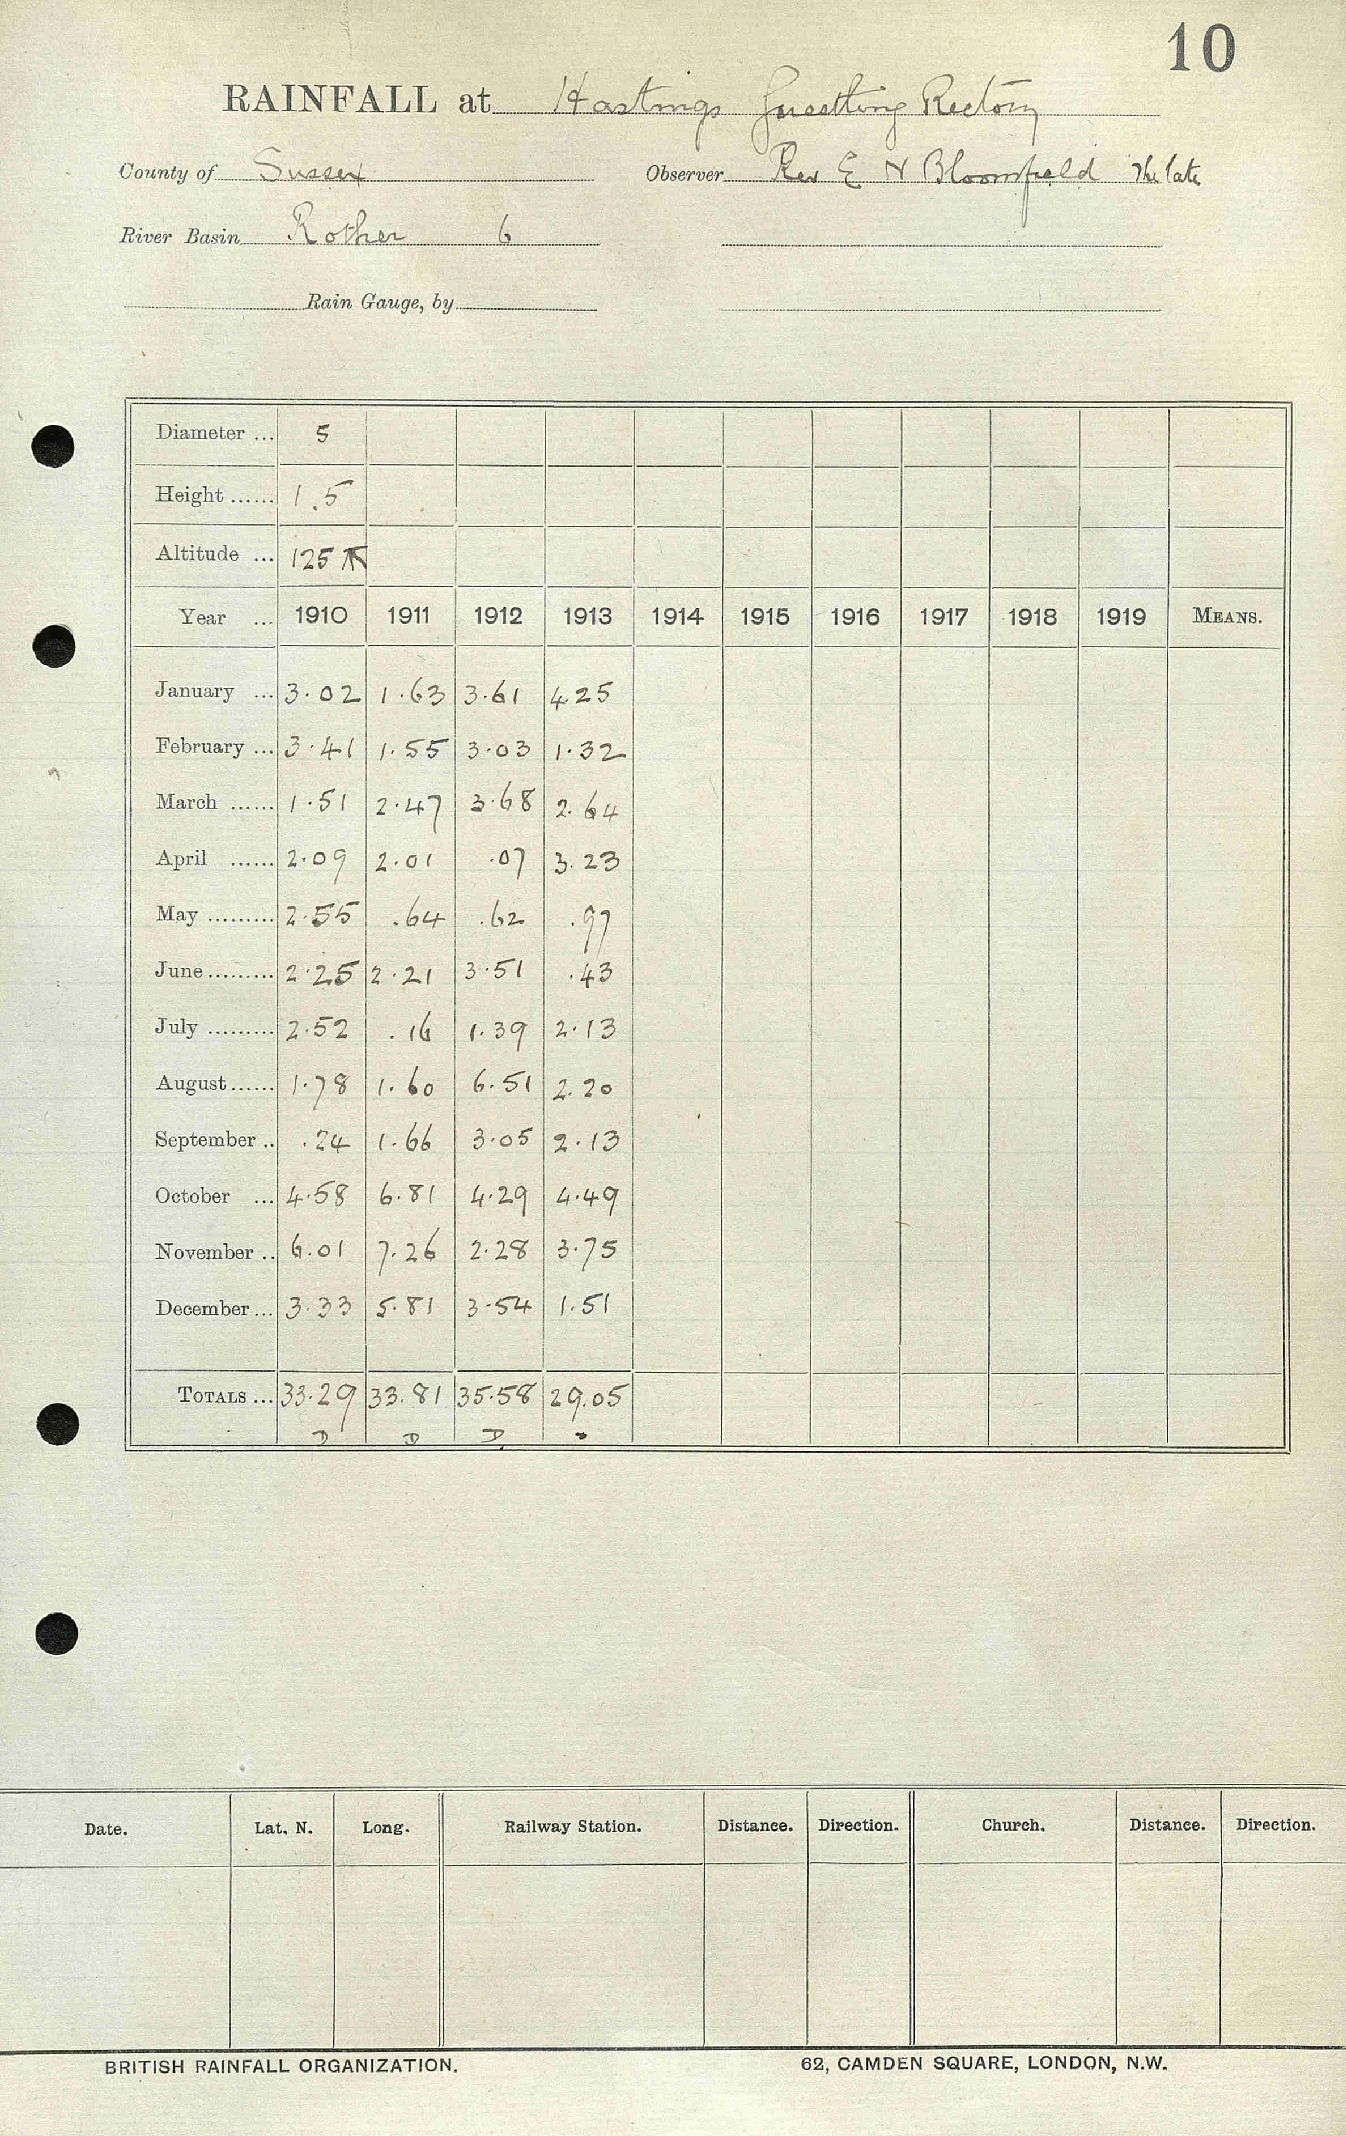 10
RAINFALL at Hastings Guestling Rectory
County of Sussex Observer Rev E N Bloomfield The late
River Basin Rother 6
Rain Gauge, by
Diameter ... 5
Height ...... 1.5
Altitude ... 125
Year ... 1910 1911 1912 1913 1914 1915 1916 1917 1918 1919 MEANS.
January ... 3.02 1.63 3.61 4.25
February ... 3.41 1.55 3.03 1.32
March ...... 1.51 2.47 3.68 2.64
April ...... 2.09 2.01 .07 3.23
May ......... 2.55 .64 .62 .97
June ......... 2.25 2.21 3.51 .43
July ......... 2.52 .16 1.39 2.13
August ...... 1.78 1.60 6.51 2.20
September .. .24 1.66 3.05 2.13
October ... 4.58 6.81 4.29 4.49
November .. 6.01 7.26 2.28 3.75
December ... 3.33 5.81 3.54 1.51
TOTALS ... 33.29 33.81 35.58 29.05
D D D
Date. Lat. N. Long. Railway Station. Distance. Direction. Church. Distance. Direction.
BRITISH RAINFALL ORGANIZATION. 62, CAMDEN SQUARE, LONDON, N.W.